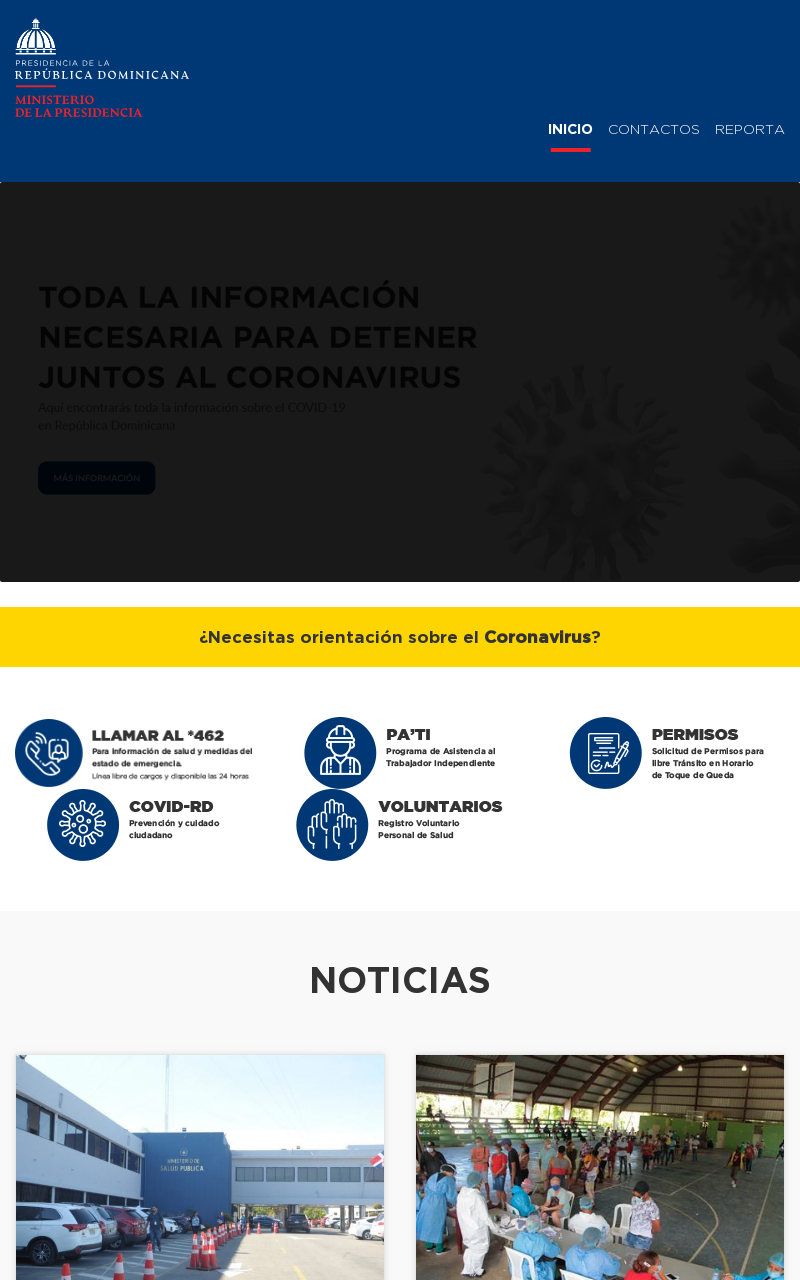 PRESIDENCIA DE LA
REPÚBLICA DOMINICANA
MINISTERIO
DE LA PRESIDENCIA
INICIO CONTACTOS REPORTA
TODA LA INFORMACIÓN
NECESARIA PARA DETENER
JUNTOS AL CORONAVIRUS
Aquí encontrarás toda la información sobre el COVID-19
en República Dominicana
MÁS INFORMACIÓN
¿Necesitas orientación sobre el Coronavirus?
LLAMAR AL *462
Para información de salud y medidas del
estado de emergencia.
Línea libre de cargos y disponible las 24 horas
PA'TI
Programa de Asistencia al
Trabajador Independiente
PERMISOS
Solicitud de Permisos para
libre Tránsito en Horario
de Toque de Queda
COVID-RD
Prevención y cuidado
ciudadano
VOLUNTARIOS
Registro Voluntario
Personal de Salud
NOTICIAS
MINISTERIO DE
SALUD PUBLICA